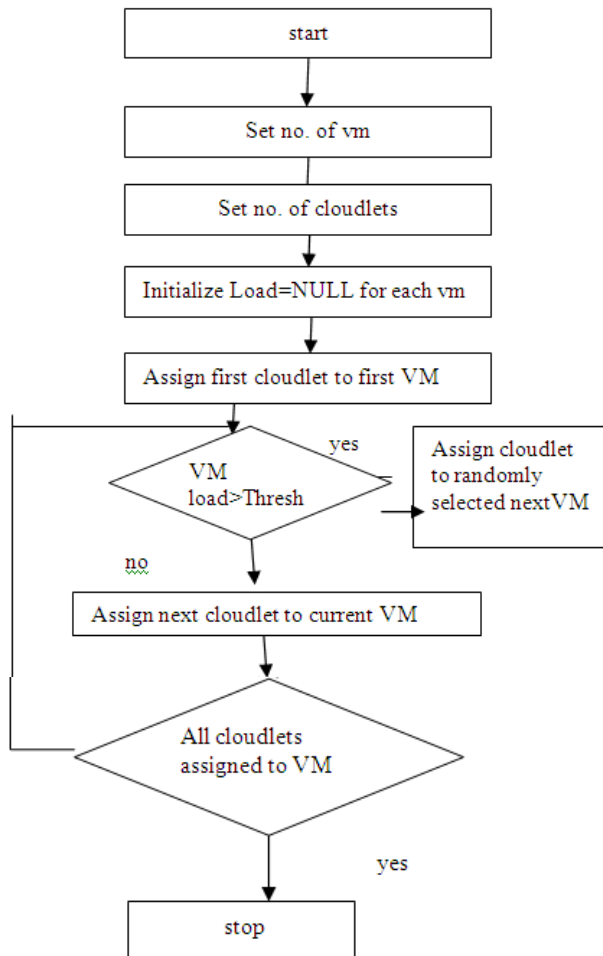 start
Set no. of vm
Set no. of cloudlets
Initialize Load=NULL for each vm
Assign first cloudlet to first VM
VM
load>Thresh
yes
Assign cloudlet
to randomly
selected nextVM
no
Assign next cloudlet to current VM
All cloudlets
assigned to VM
yes
stop